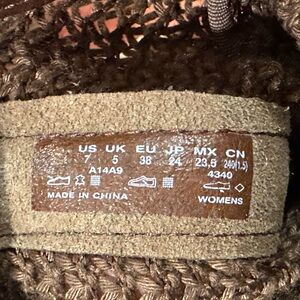 US UK EU JP MX CN
7 5 38 24 23,5 240(1.5)
A14A9 4340
MADE IN CHINA WOMENS